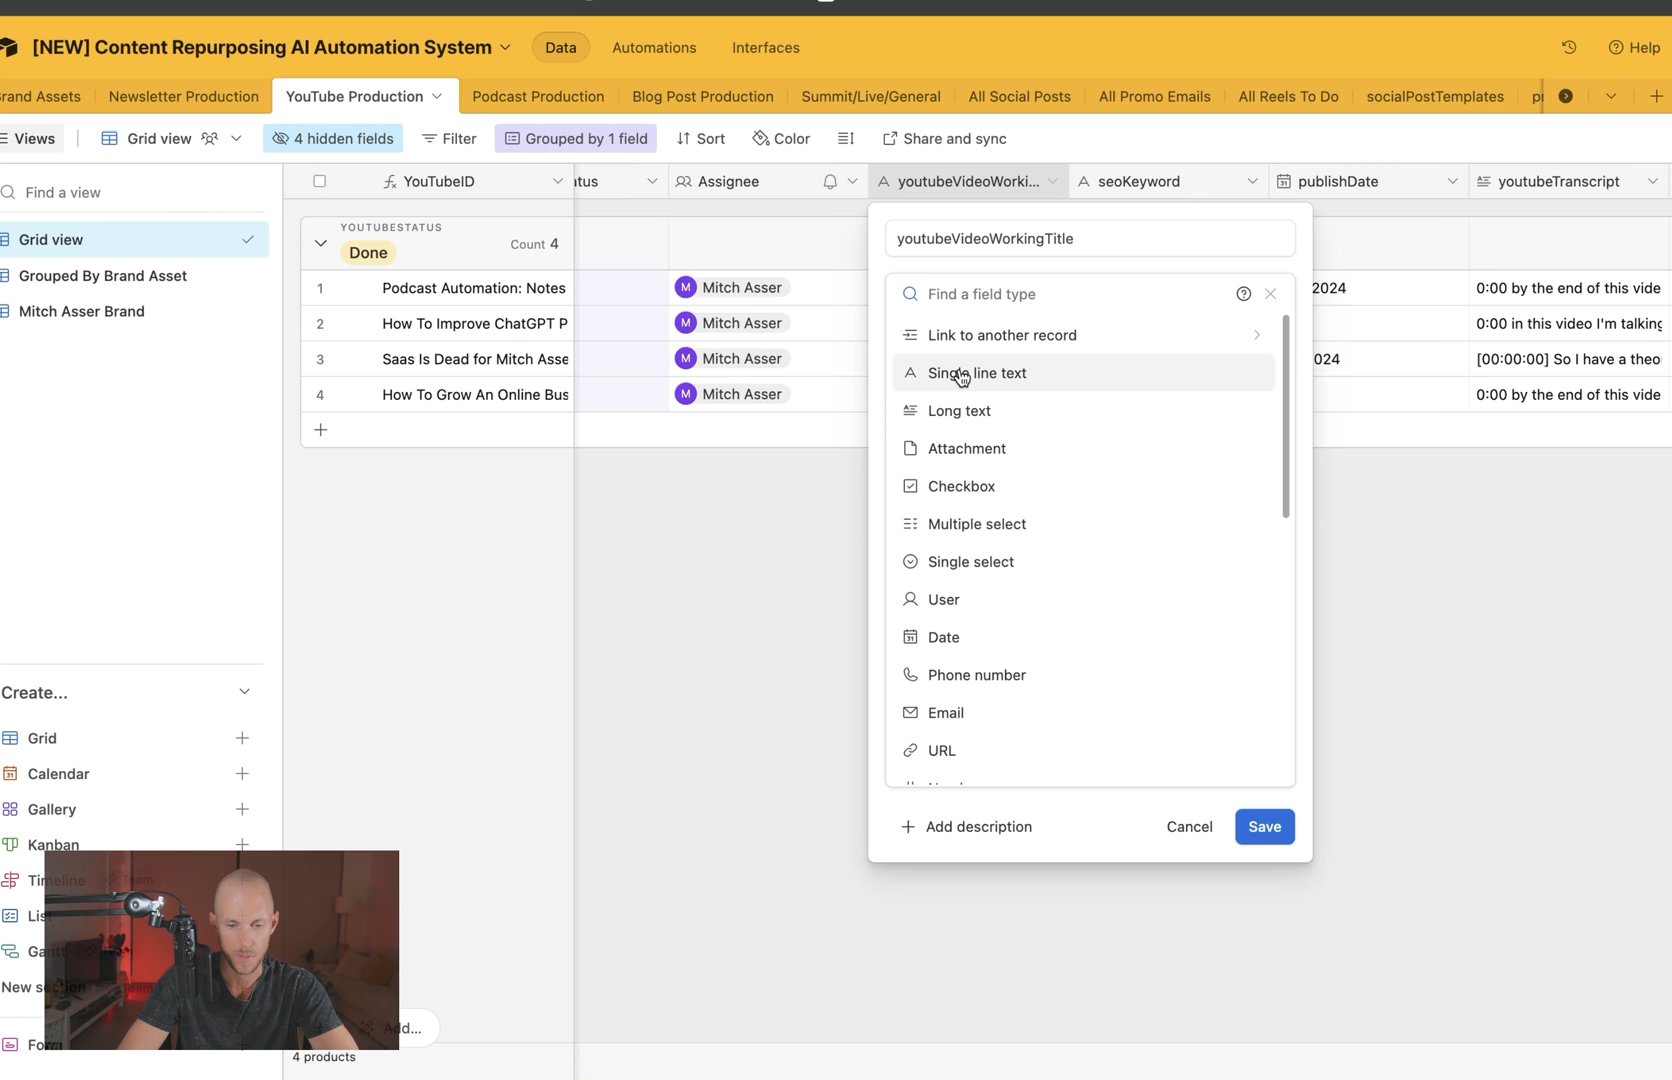 [NEW] Content Repurposing AI Automation System Data Automations Interfaces Help
rand Assets Newsletter Production YouTube Production Podcast Production Blog Post Production Summit/Live/General All Social Posts All Promo Emails All Reels To Do socialPostTemplates
Views Grid view 4 hidden fields Filter Grouped by 1 field Sort Color Share and sync
Find a view
Grid view
Grouped By Brand Asset
Mitch Asser Brand
YouTubeID tus Assignee youtubeVideoWorki... seoKeyword publishDate youtubeTranscript
YOUTUBESTATUS
Done Count 4
1 Podcast Automation: Notes Mitch Asser 2024 0:00 by the end of this vide
2 How To Improve ChatGPT P Mitch Asser 0:00 in this video I'm talking
3 Saas Is Dead for Mitch Asse Mitch Asser 024 [00:00:00] So I have a theo
4 How To Grow An Online Bus Mitch Asser 0:00 by the end of this vide
youtubeVideoWorkingTitle
Find a field type
Link to another record
Single line text
Long text
Attachment
Checkbox
Multiple select
Single select
User
Date
Phone number
Email
URL
Add description Cancel Save
Create...
Grid
Calendar
Gallery
Kanban
Timeline Team
Lis
Gantt
New section
For
Add...
4 products